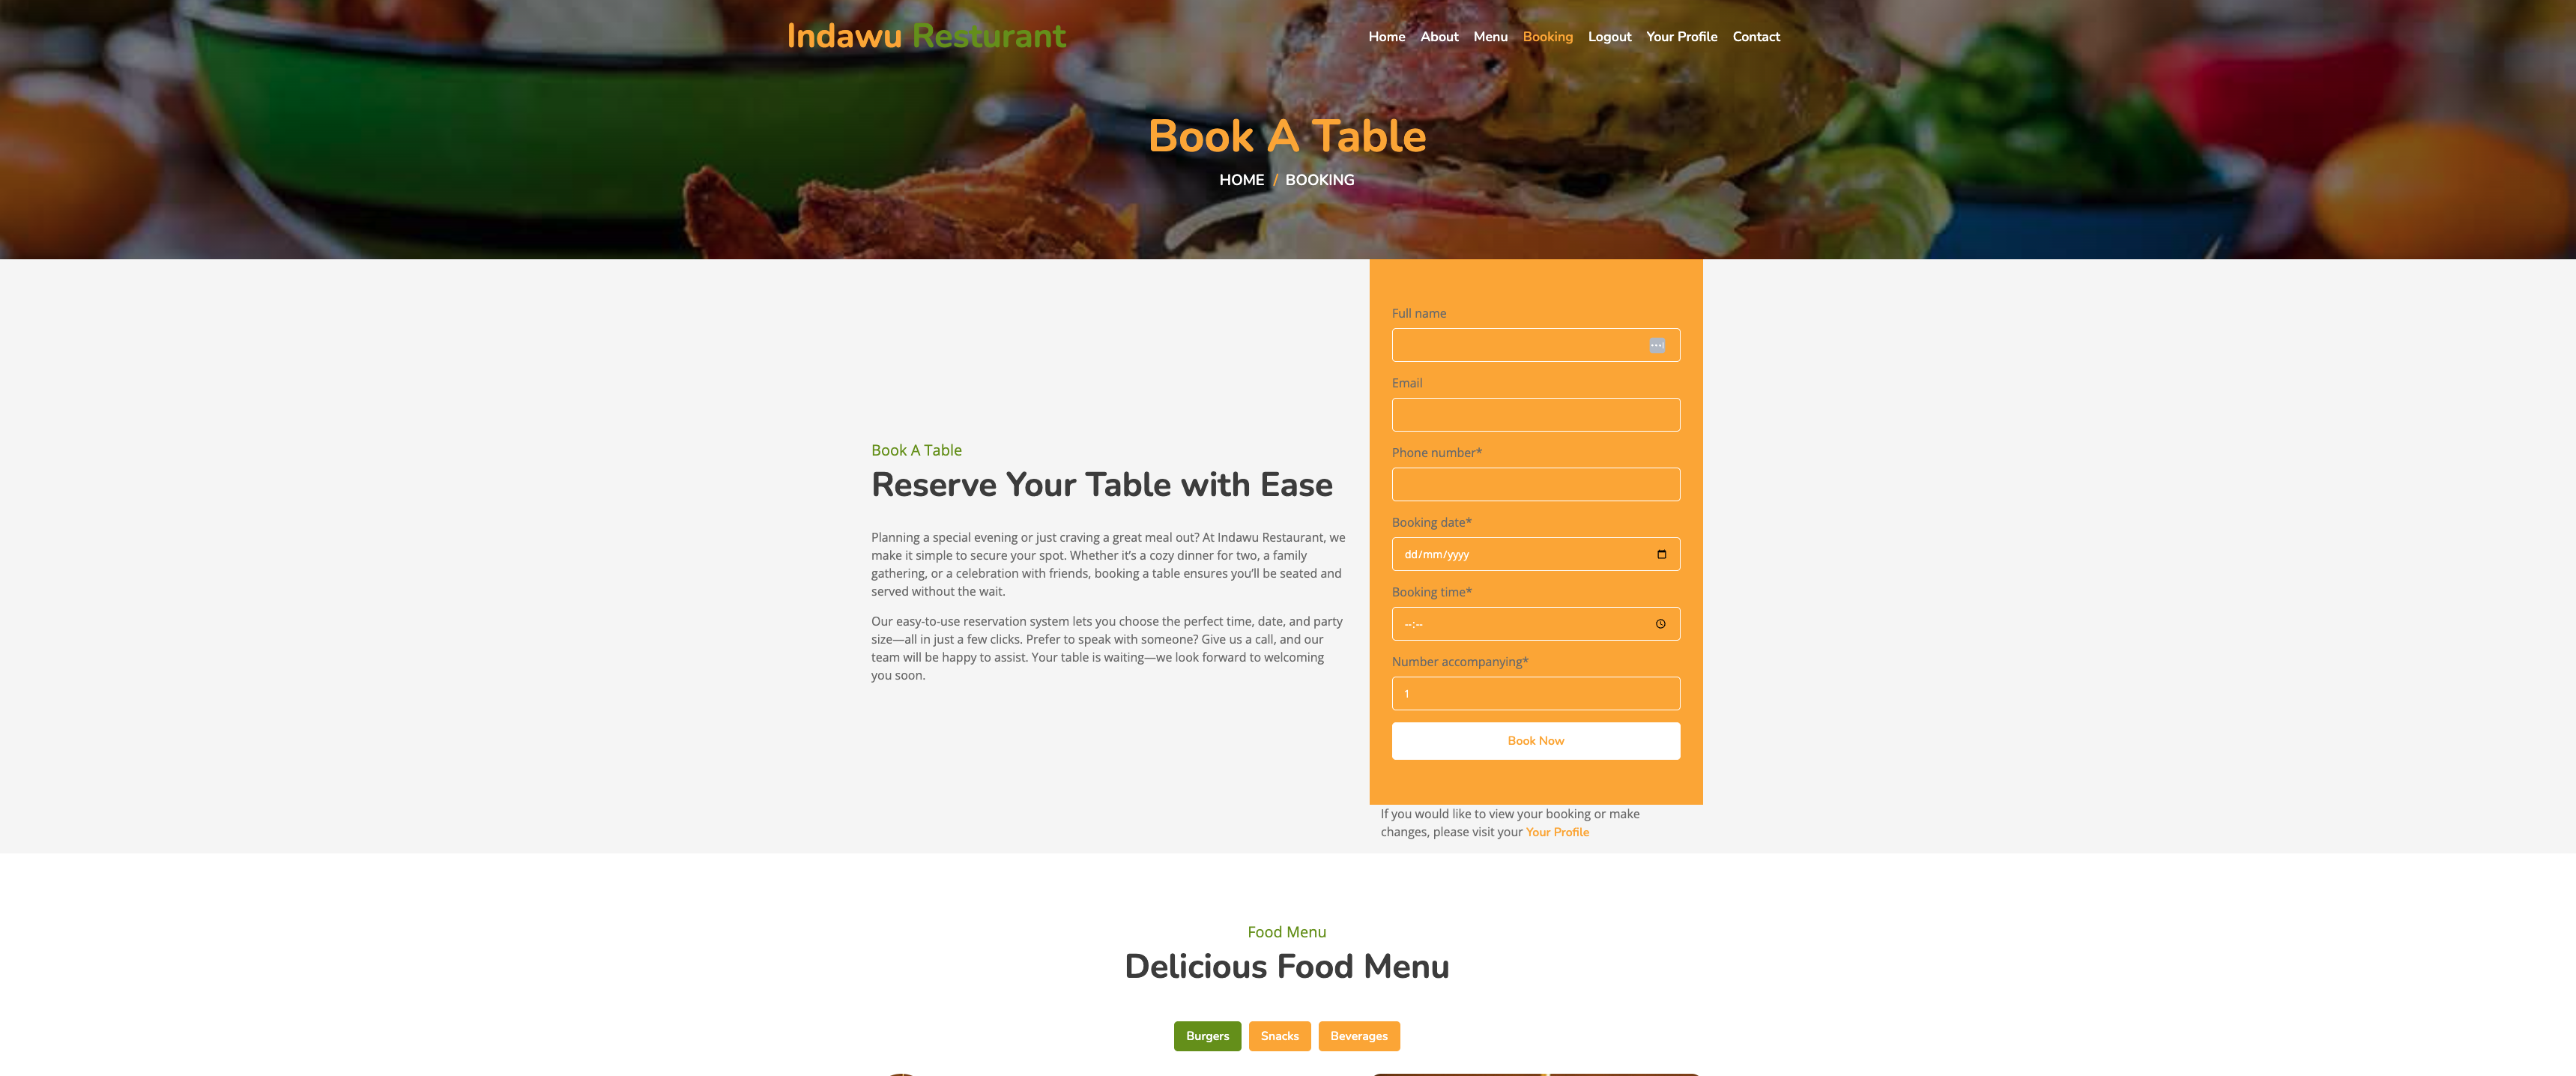 Indawu Resturant
Home About Menu Booking Logout Your Profile Contact
Book A Table
HOME / BOOKING
Full name
Email
Phone number*
Booking date*
dd/mm/yyyy
Booking time*
--:--
Number accompanying*
1
Book Now
If you would like to view your booking or make
changes, please visit your Your Profile
Book A Table
Reserve Your Table with Ease
Planning a special evening or just craving a great meal out? At Indawu Restaurant, we
make it simple to secure your spot. Whether it's a cozy dinner for two, a family
gathering, or a celebration with friends, booking a table ensures you'll be seated and
served without the wait.
Our easy-to-use reservation system lets you choose the perfect time, date, and party
size—all in just a few clicks. Prefer to speak with someone? Give us a call, and our
team will be happy to assist. Your table is waiting—we look forward to welcoming
you soon.
Food Menu
Delicious Food Menu
Burgers Snacks Beverages